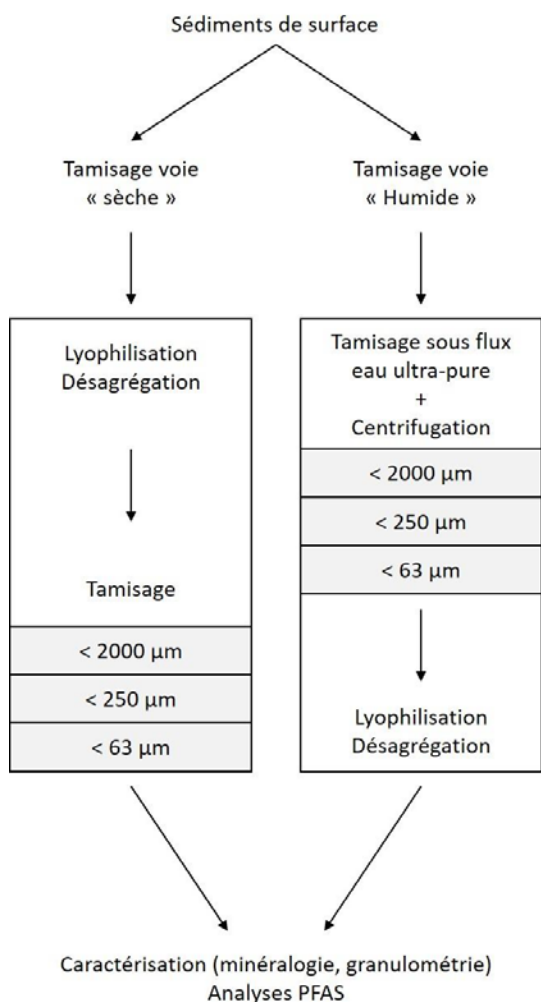 Sédiments de surface
Tamisage voie
« sèche »
Lyophilisation
Désagrégation
Tamisage
< 2000 µm
< 250 µm
< 63 µm
Tamisage voie
« Humide »
Tamisage sous flux
eau ultra-pure
+
Centrifugation
< 2000 µm
< 250 µm
< 63 µm
Lyophilisation
Désagrégation
Caractérisation (minéralogie, granulométrie)
Analyses PFAS